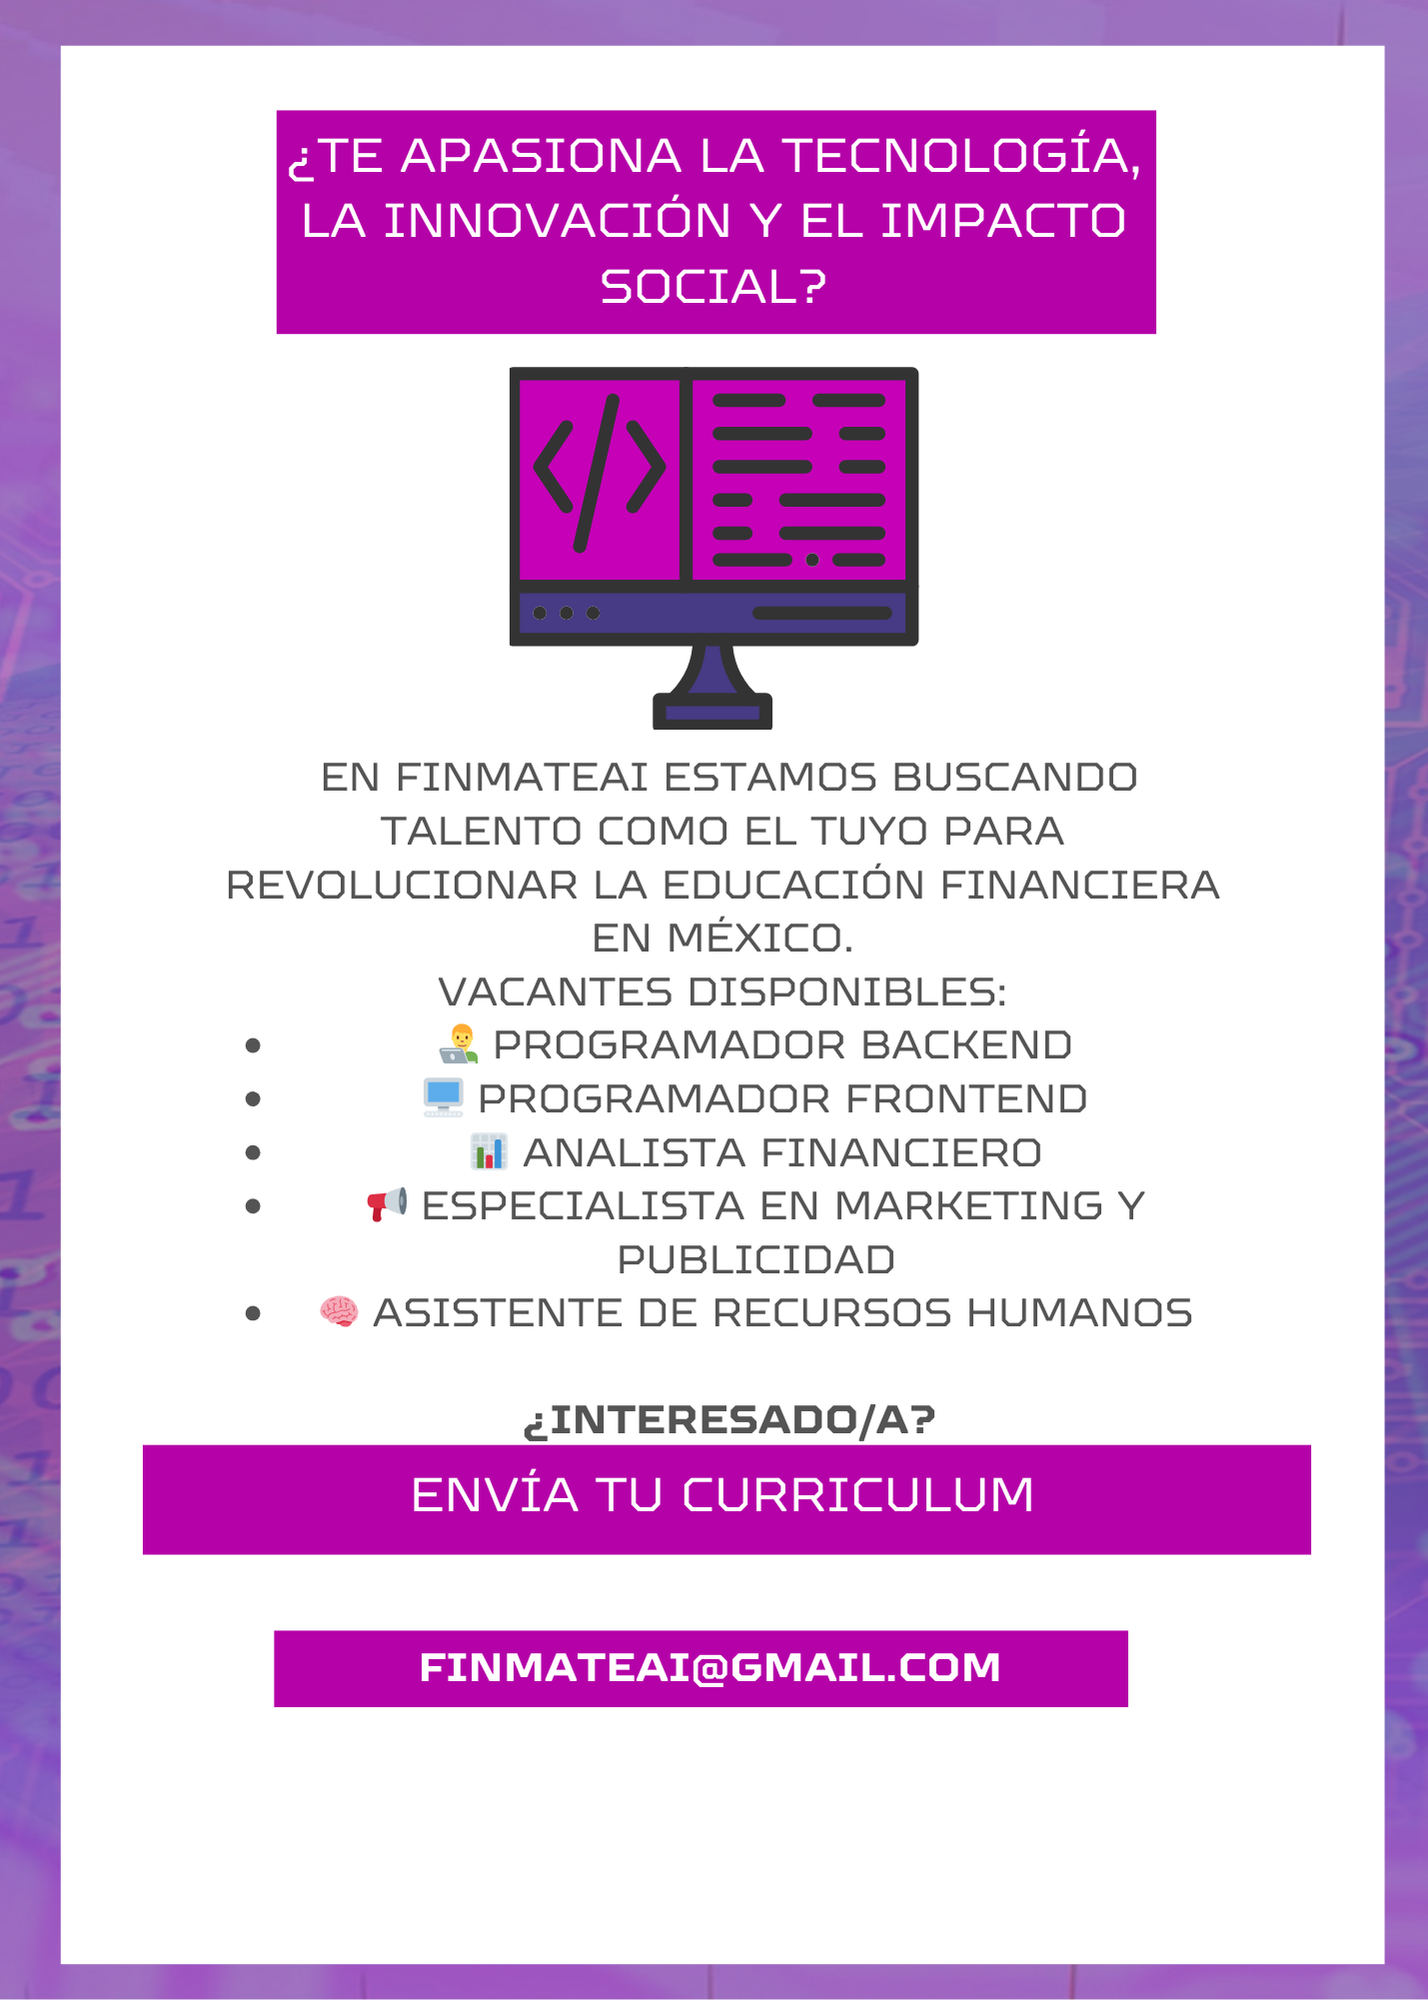 ¿TE APASIONA LA TECNOLOGÍA,
LA INNOVACIÓN Y EL IMPACTO
SOCIAL?
EN FINMATEAI ESTAMOS BUSCANDO
TALENTO COMO EL TUYO PARA
REVOLUCIONAR LA EDUCACIÓN FINANCIERA
EN MÉXICO.
VACANTES DISPONIBLES:
• 👨‍💻 PROGRAMADOR BACKEND
• 🖥️ PROGRAMADOR FRONTEND
• 📊 ANALISTA FINANCIERO
• 📢 ESPECIALISTA EN MARKETING Y
PUBLICIDAD
• 🧠 ASISTENTE DE RECURSOS HUMANOS
¿INTERESADO/A?
ENVÍA TU CURRICULUM
FINMATEAI@GMAIL.COM